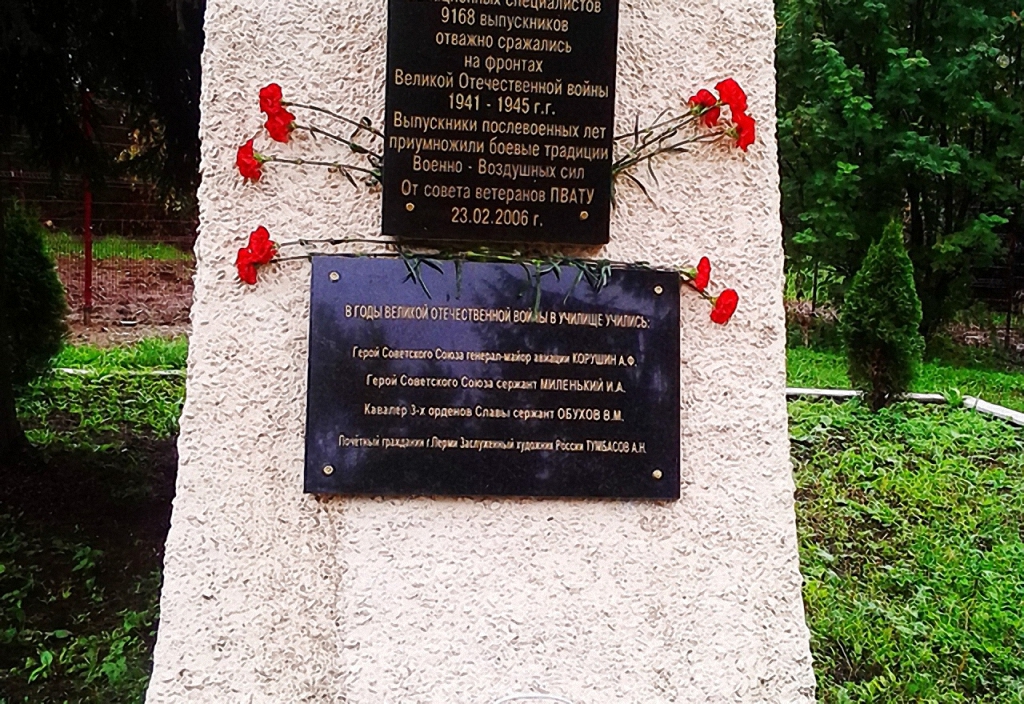 специалистов
9168 выпускников
отважно сражались
на фронтах
Великой Отечественной войны
1941 - 1945 г.г.
Выпускники послевоенных лет
приумножили боевые традиции
Военно - Воздушных сил
От совета ветеранов ПВАТУ
23.02.2006 г.
В ГОДЫ ВЕЛИКОЙ ОТЕЧЕСТВЕННОЙ ВОЙНЫ В УЧИЛИЩЕ УЧИЛИСЬ:
Герой Советского Союза генерал-майор авиации КОРУШИН А.Ф.
Герой Советского Союза сержант МИЛЕНЬКИЙ И.А.
Кавалер 3-х орденов Славы сержант ОБУХОВ В.М.
Почётный гражданин г.Перми Заслуженный художник России ТУМБАСОВ А.Н.